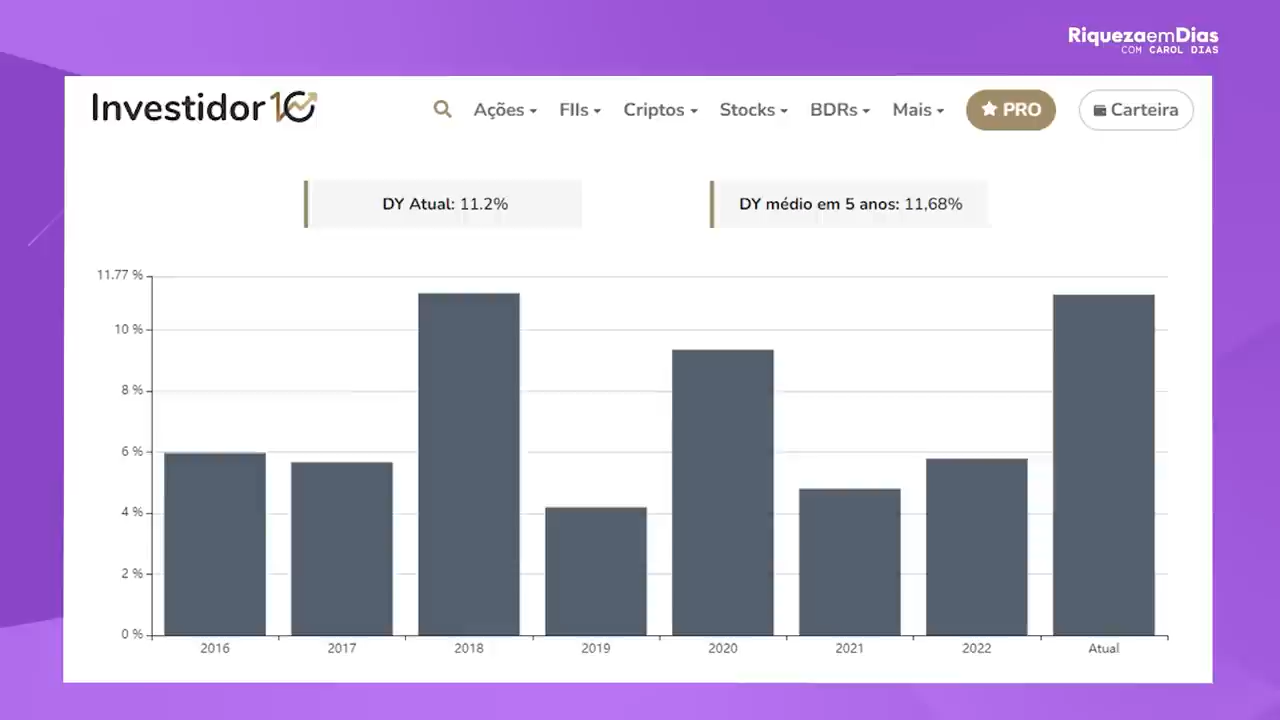 RiquezaemDias
COM CAROL DIAS
Investidor 10
Ações
FIIs
Criptos
Stocks
BDRs
Mais
PRO
Carteira
DY Atual: 11.2%
DY médio em 5 anos: 11,68%
11.77 %
10 %
8 %
6 %
4 %
2 %
0 %
2016
2017
2018
2019
2020
2021
2022
Atual